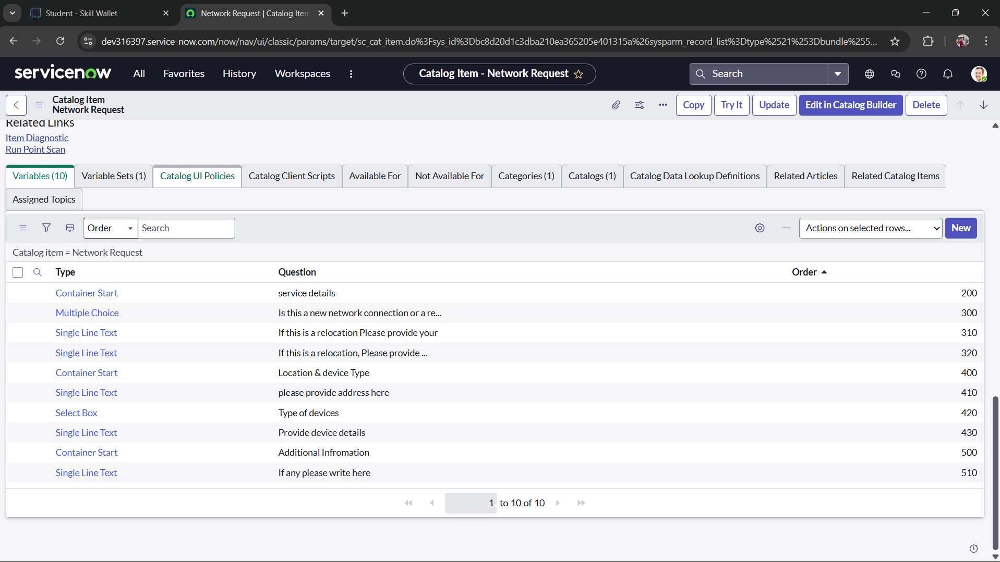 Student - Skill Wallet
Network Request | Catalog Item
dev316397.service-now.com/now/nav/ui/classic/params/target/sc_cat_item.do%3Fsys_id%3Dbc8d20d1c3dba210ea365205e401315a%26sysparm_record_list%3Dtype%2521%253Dbundle%255...
servicenow All Favorites History Workspaces Catalog Item - Network Request Search
Catalog Item
Network Request
Copy Try It Update Edit in Catalog Builder Delete
Related Links
Item Diagnostic
Run Point Scan
Variables (10) Variable Sets (1) Catalog UI Policies Catalog Client Scripts Available For Not Available For Categories (1) Catalogs (1) Catalog Data Lookup Definitions Related Articles Related Catalog Items
Assigned Topics
Order Search Actions on selected rows... New
Catalog item = Network Request
Type Question Order
Container Start service details 200
Multiple Choice Is this a new network connection or a re... 300
Single Line Text If this is a relocation Please provide your 310
Single Line Text If this is a relocation, Please provide ... 320
Container Start Location & device Type 400
Single Line Text please provide address here 410
Select Box Type of devices 420
Single Line Text Provide device details 430
Container Start Additional Infromation 500
Single Line Text If any please write here 510
1 to 10 of 10